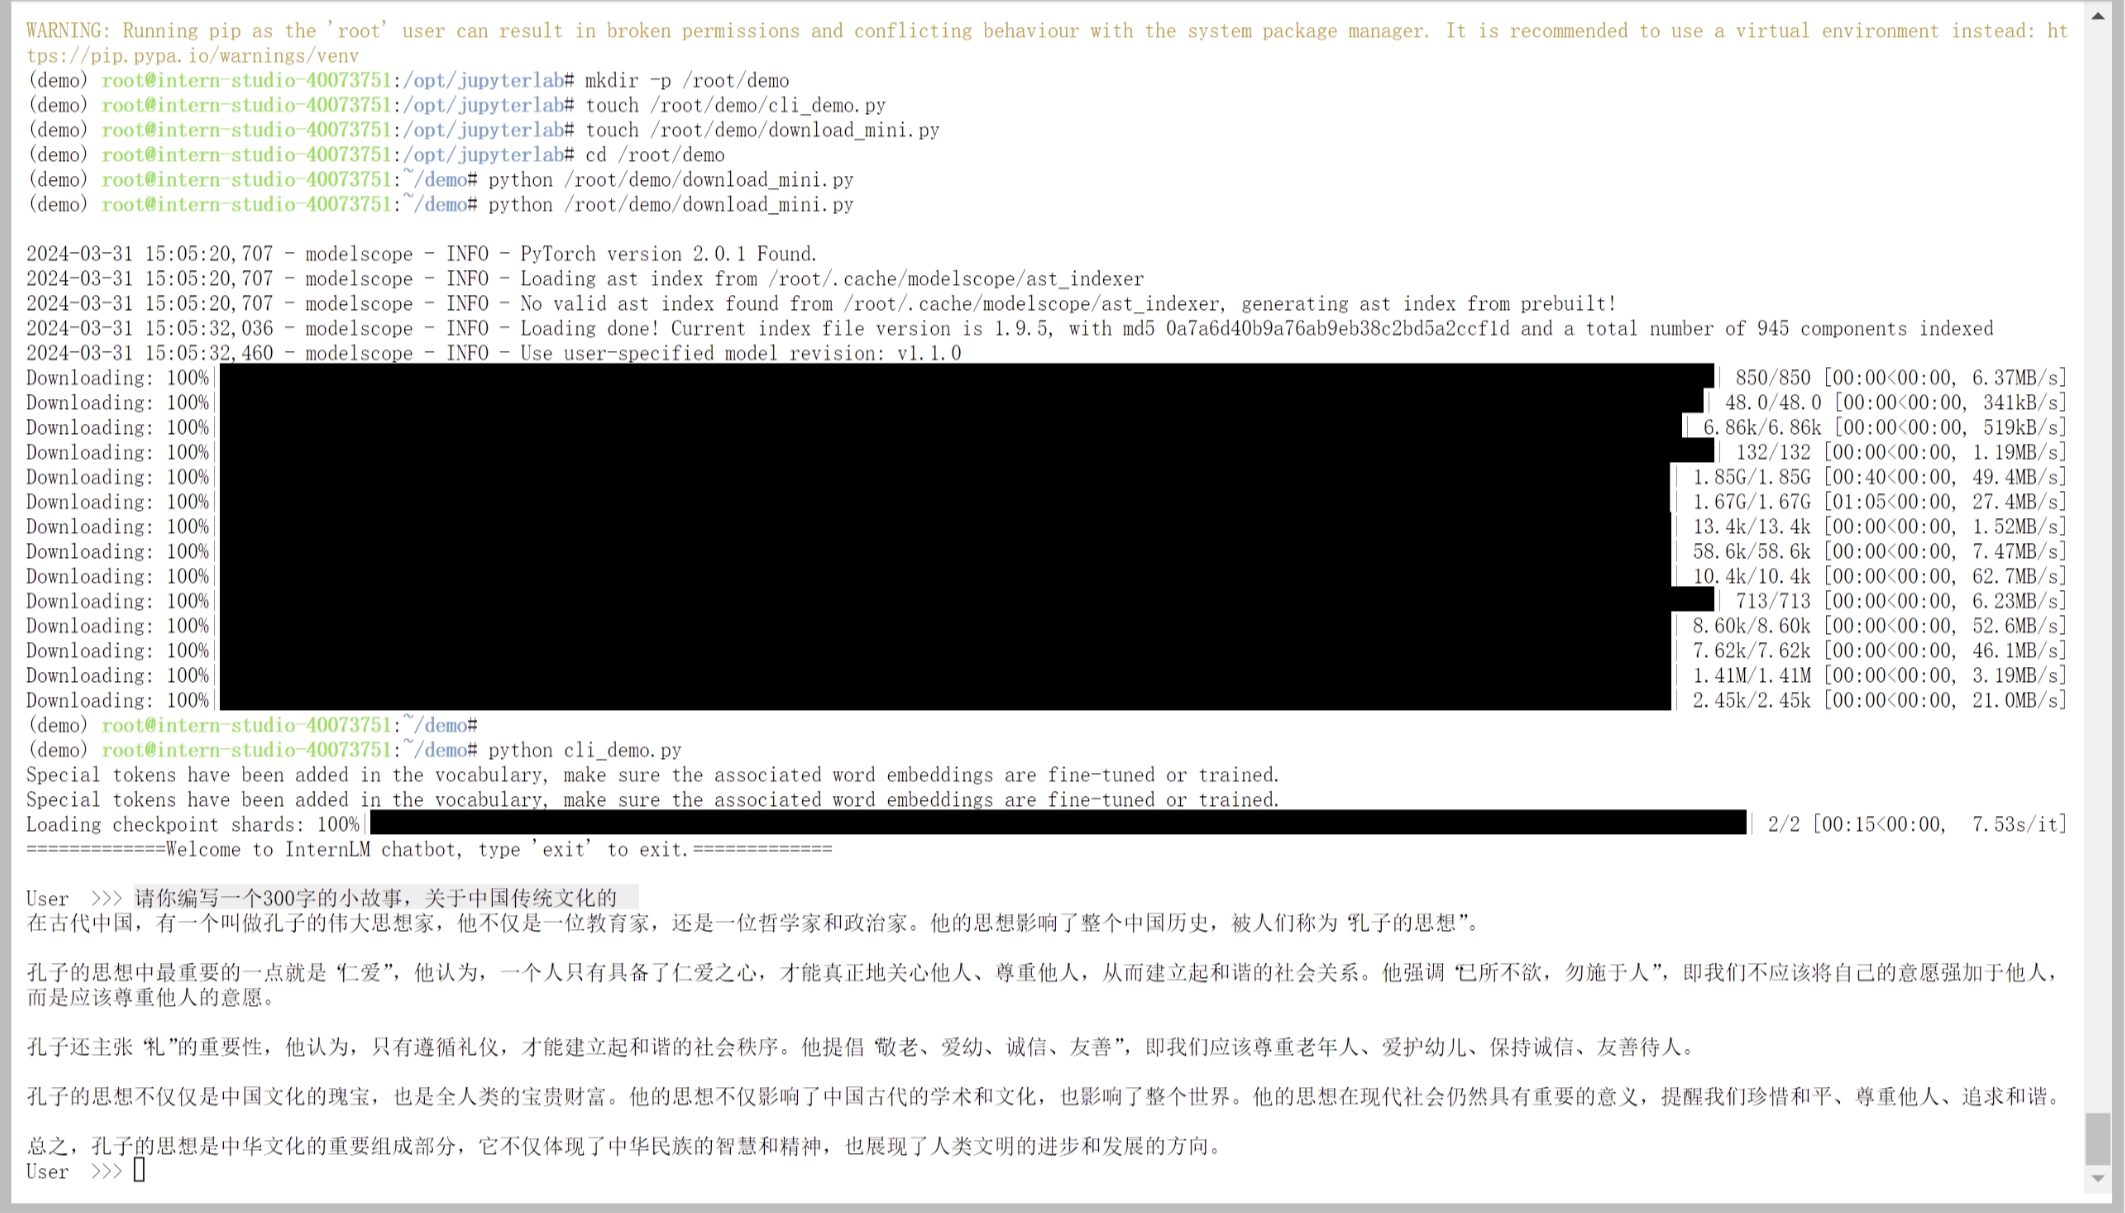 WARNING: Running pip as the 'root' user can result in broken permissions and conflicting behaviour with the system package manager. It is recommended to use a virtual environment instead: ht
tps://pip.pypa.io/warnings/venv
(demo) root@intern-studio-40073751:/opt/jupyterlab# mkdir -p /root/demo
(demo) root@intern-studio-40073751:/opt/jupyterlab# touch /root/demo/cli_demo.py
(demo) root@intern-studio-40073751:/opt/jupyterlab# touch /root/demo/download_mini.py
(demo) root@intern-studio-40073751:/opt/jupyterlab# cd /root/demo
(demo) root@intern-studio-40073751:~/demo# python /root/demo/download_mini.py
(demo) root@intern-studio-40073751:~/demo# python /root/demo/download_mini.py
2024-03-31 15:05:20,707 - modelscope - INFO - PyTorch version 2.0.1 Found.
2024-03-31 15:05:20,707 - modelscope - INFO - Loading ast index from /root/.cache/modelscope/ast_indexer
2024-03-31 15:05:20,707 - modelscope - INFO - No valid ast index found from /root/.cache/modelscope/ast_indexer, generating ast index from prebuilt!
2024-03-31 15:05:32,036 - modelscope - INFO - Loading done! Current index file version is 1.9.5, with md5 0a7a6d40b9a76ab9eb38c2bd5a2ccf1d and a total number of 945 components indexed
2024-03-31 15:05:32,460 - modelscope - INFO - Use user-specified model revision: v1.1.0
Downloading: 100%| | 850/850 [00:00<00:00, 6.37MB/s]
Downloading: 100%| | 48.0/48.0 [00:00<00:00, 341kB/s]
Downloading: 100%| | 6.86k/6.86k [00:00<00:00, 519kB/s]
Downloading: 100%| | 132/132 [00:00<00:00, 1.19MB/s]
Downloading: 100%| | 1.85G/1.85G [00:40<00:00, 49.4MB/s]
Downloading: 100%| | 1.67G/1.67G [01:05<00:00, 27.4MB/s]
Downloading: 100%| | 13.4k/13.4k [00:00<00:00, 1.52MB/s]
Downloading: 100%| | 58.6k/58.6k [00:00<00:00, 7.47MB/s]
Downloading: 100%| | 10.4k/10.4k [00:00<00:00, 62.7MB/s]
Downloading: 100%| | 713/713 [00:00<00:00, 6.23MB/s]
Downloading: 100%| | 8.60k/8.60k [00:00<00:00, 52.6MB/s]
Downloading: 100%| | 7.62k/7.62k [00:00<00:00, 46.1MB/s]
Downloading: 100%| | 1.41M/1.41M [00:00<00:00, 3.19MB/s]
Downloading: 100%| | 2.45k/2.45k [00:00<00:00, 21.0MB/s]
(demo) root@intern-studio-40073751:~/demo#
(demo) root@intern-studio-40073751:~/demo# python cli_demo.py
Special tokens have been added in the vocabulary, make sure the associated word embeddings are fine-tuned or trained.
Special tokens have been added in the vocabulary, make sure the associated word embeddings are fine-tuned or trained.
Loading checkpoint shards: 100%| | 2/2 [00:15<00:00, 7.53s/it]
=============Welcome to InternLM chatbot, type 'exit' to exit.=============
User >>> 请你编写一个300字的小故事，关于中国传统文化的
在古代中国，有一个叫做孔子的伟大思想家，他不仅是一位教育家，还是一位哲学家和政治家。他的思想影响了整个中国历史，被人们称为“孔子的思想”。
孔子的思想中最重要的一点就是“仁爱”，他认为，一个人只有具备了仁爱之心，才能真正地关心他人、尊重他人，从而建立起和谐的社会关系。他强调“己所不欲，勿施于人”，即我们不应该将自己的意愿强加于他人，
而是应该尊重他人的意愿。
孔子还主张“礼”的重要性，他认为，只有遵循礼仪，才能建立起和谐的社会秩序。他提倡“敬老、爱幼、诚信、友善”，即我们应该尊重老年人、爱护幼儿、保持诚信、友善待人。
孔子的思想不仅仅是中国文化的瑰宝，也是全人类的宝贵财富。他的思想不仅影响了中国古代的学术和文化，也影响了整个世界。他的思想在现代社会仍然具有重要的意义，提醒我们珍惜和平、尊重他人、追求和谐。
总之，孔子的思想是中华文化的重要组成部分，它不仅体现了中华民族的智慧和精神，也展现了人类文明的进步和发展的方向。
User >>>